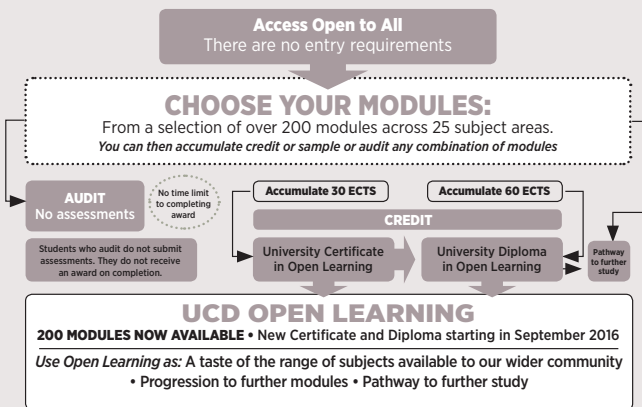 Access Open to All
There are no entry requirements
CHOOSE YOUR MODULES:
From a selection of over 200 modules across 25 subject areas.
You can then accumulate credit or sample or audit any combination of modules
AUDIT
No assessments
No time limit
to completing
award
Students who audit do not submit
assessments. They do not receive
an award on completion.
Accumulate 30 ECTS
Accumulate 60 ECTS
CREDIT
University Certificate
in Open Learning
University Diploma
in Open Learning
Pathway
to further
study
UCD OPEN LEARNING
200 MODULES NOW AVAILABLE • New Certificate and Diploma starting in September 2016
Use Open Learning as: A taste of the range of subjects available to our wider community
• Progression to further modules • Pathway to further study